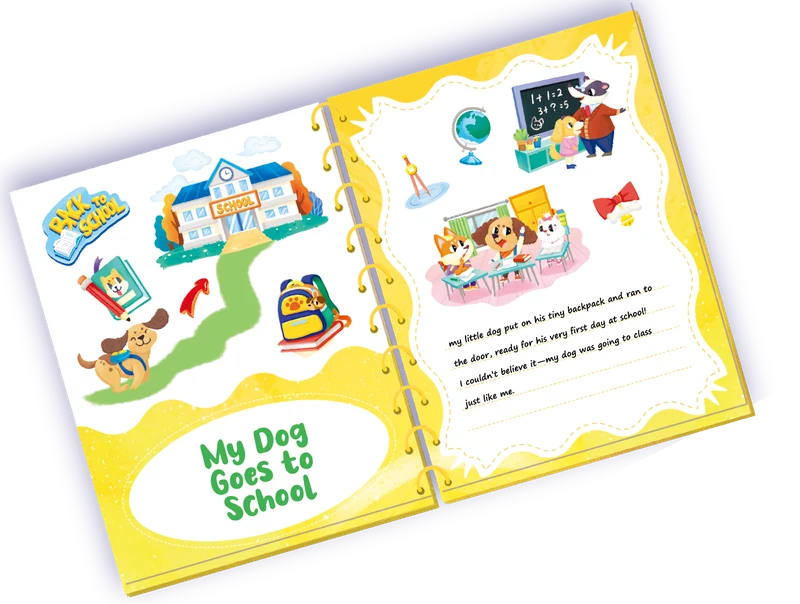 BACK TO
SCHOOL
SCHOOL
My Dog
Goes to
School
1+1=2
3+?=5
my little dog put on his tiny backpack and ran to
the door, ready for his very first day at school!
I couldn't believe it—my dog was going to class
just like me.